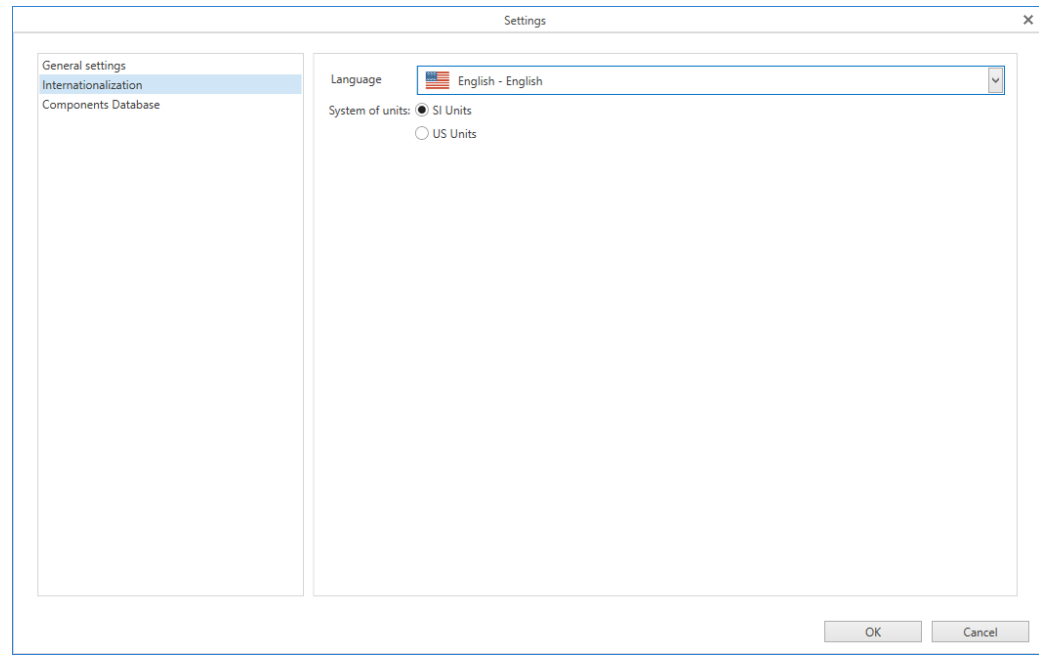 Settings
General settings
Internationalization
Components Database
Language English - English
System of units: SI Units
US Units
OK Cancel